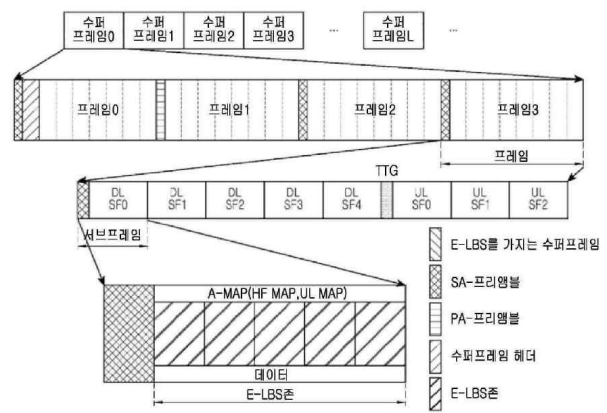 수퍼 프레임0
수퍼 프레임1
수퍼 프레임2
수퍼 프레임3
...
수퍼 프레임L
...
프레임0
프레임1
프레임2
프레임3
프레임
TTG
DL SF0
DL SF1
DL SF2
DL SF3
DL SF4
UL SF0
UL SF1
UL SF2
서브프레임
A-MAP(HF MAP,UL MAP)
데이터
E-LBS존
E-LBS를 가지는 수퍼프레임
SA-프리앰블
PA-프리앰블
수퍼프레임 헤더
E-LBS존